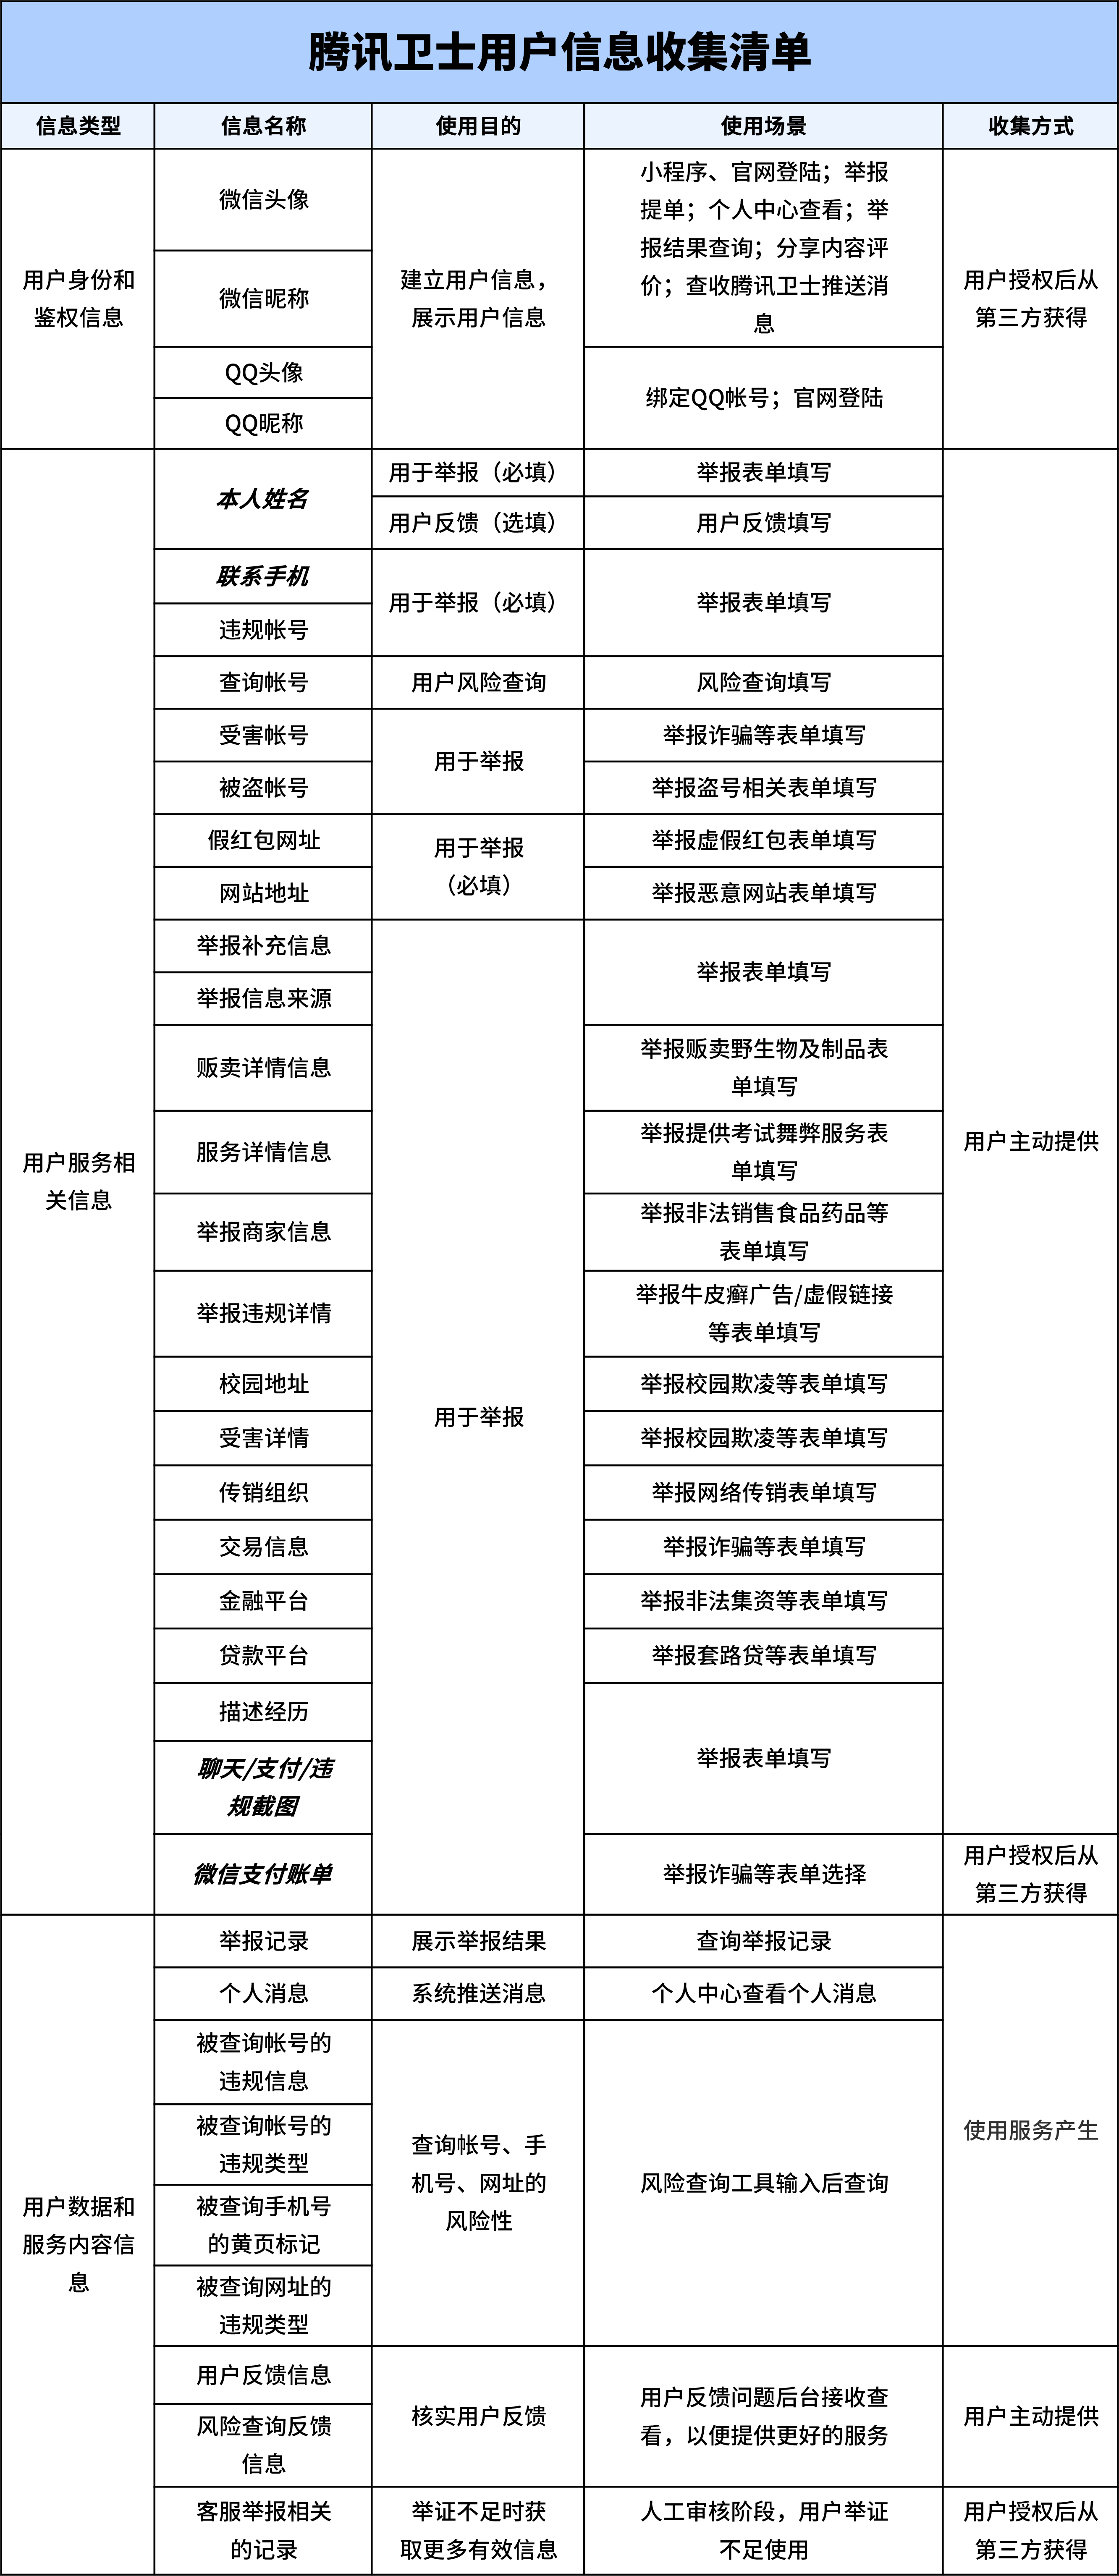 腾讯卫士用户信息收集清单
信息类型
信息名称
使用目的
使用场景
收集方式
用户身份和
鉴权信息
微信头像
微信昵称
QQ头像
QQ昵称
建立用户信息，
展示用户信息
小程序、官网登陆；举报
提单；个人中心查看；举
报结果查询；分享内容评
价；查收腾讯卫士推送消
息
绑定QQ帐号；官网登陆
用户授权后从
第三方获得
用户服务相
关信息
本人姓名
用于举报（必填）
举报表单填写
用户反馈（选填）
用户反馈填写
联系手机
违规帐号
用于举报（必填）
举报表单填写
查询帐号
用户风险查询
风险查询填写
受害帐号
用于举报
举报诈骗等表单填写
被盗帐号
举报盗号相关表单填写
假红包网址
用于举报
（必填）
举报虚假红包表单填写
网站地址
举报恶意网站表单填写
举报补充信息
举报信息来源
举报表单填写
贩卖详情信息
举报贩卖野生物及制品表
单填写
服务详情信息
举报提供考试舞弊服务表
单填写
举报商家信息
举报非法销售食品药品等
表单填写
举报违规详情
举报牛皮癣广告/虚假链接
等表单填写
校园地址
举报校园欺凌等表单填写
用于举报
受害详情
举报校园欺凌等表单填写
传销组织
举报网络传销表单填写
交易信息
举报诈骗等表单填写
金融平台
举报非法集资等表单填写
贷款平台
举报套路贷等表单填写
描述经历
聊天/支付/违
规截图
举报表单填写
用户主动提供
微信支付账单
举报诈骗等表单选择
用户授权后从
第三方获得
用户数据和
服务内容信
息
举报记录
展示举报结果
查询举报记录
个人消息
系统推送消息
个人中心查看个人消息
被查询帐号的
违规信息
被查询帐号的
违规类型
被查询手机号
的黄页标记
被查询网址的
违规类型
查询帐号、手
机号、网址的
风险性
风险查询工具输入后查询
使用服务产生
用户反馈信息
风险查询反馈
信息
核实用户反馈
用户反馈问题后台接收查
看，以便提供更好的服务
用户主动提供
客服举报相关
的记录
举证不足时获
取更多有效信息
人工审核阶段，用户举证
不足使用
用户授权后从
第三方获得